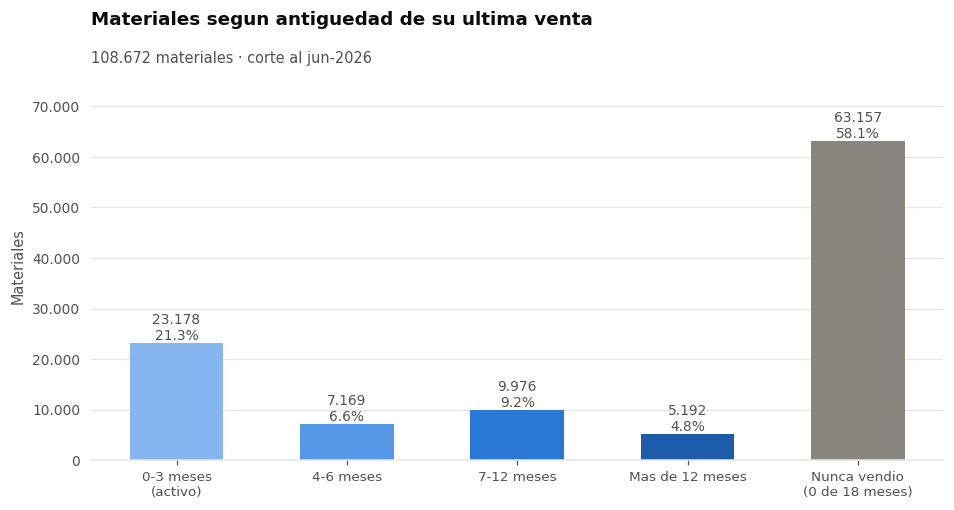 Materiales segun antiguedad de su ultima venta
108.672 materiales · corte al jun-2026
Materiales
70.000
60.000
50.000
40.000
30.000
20.000
10.000
0
23.178
21.3%
7.169
6.6%
9.976
9.2%
5.192
4.8%
63.157
58.1%
0-3 meses
(activo)
4-6 meses
7-12 meses
Mas de 12 meses
Nunca vendio
(0 de 18 meses)